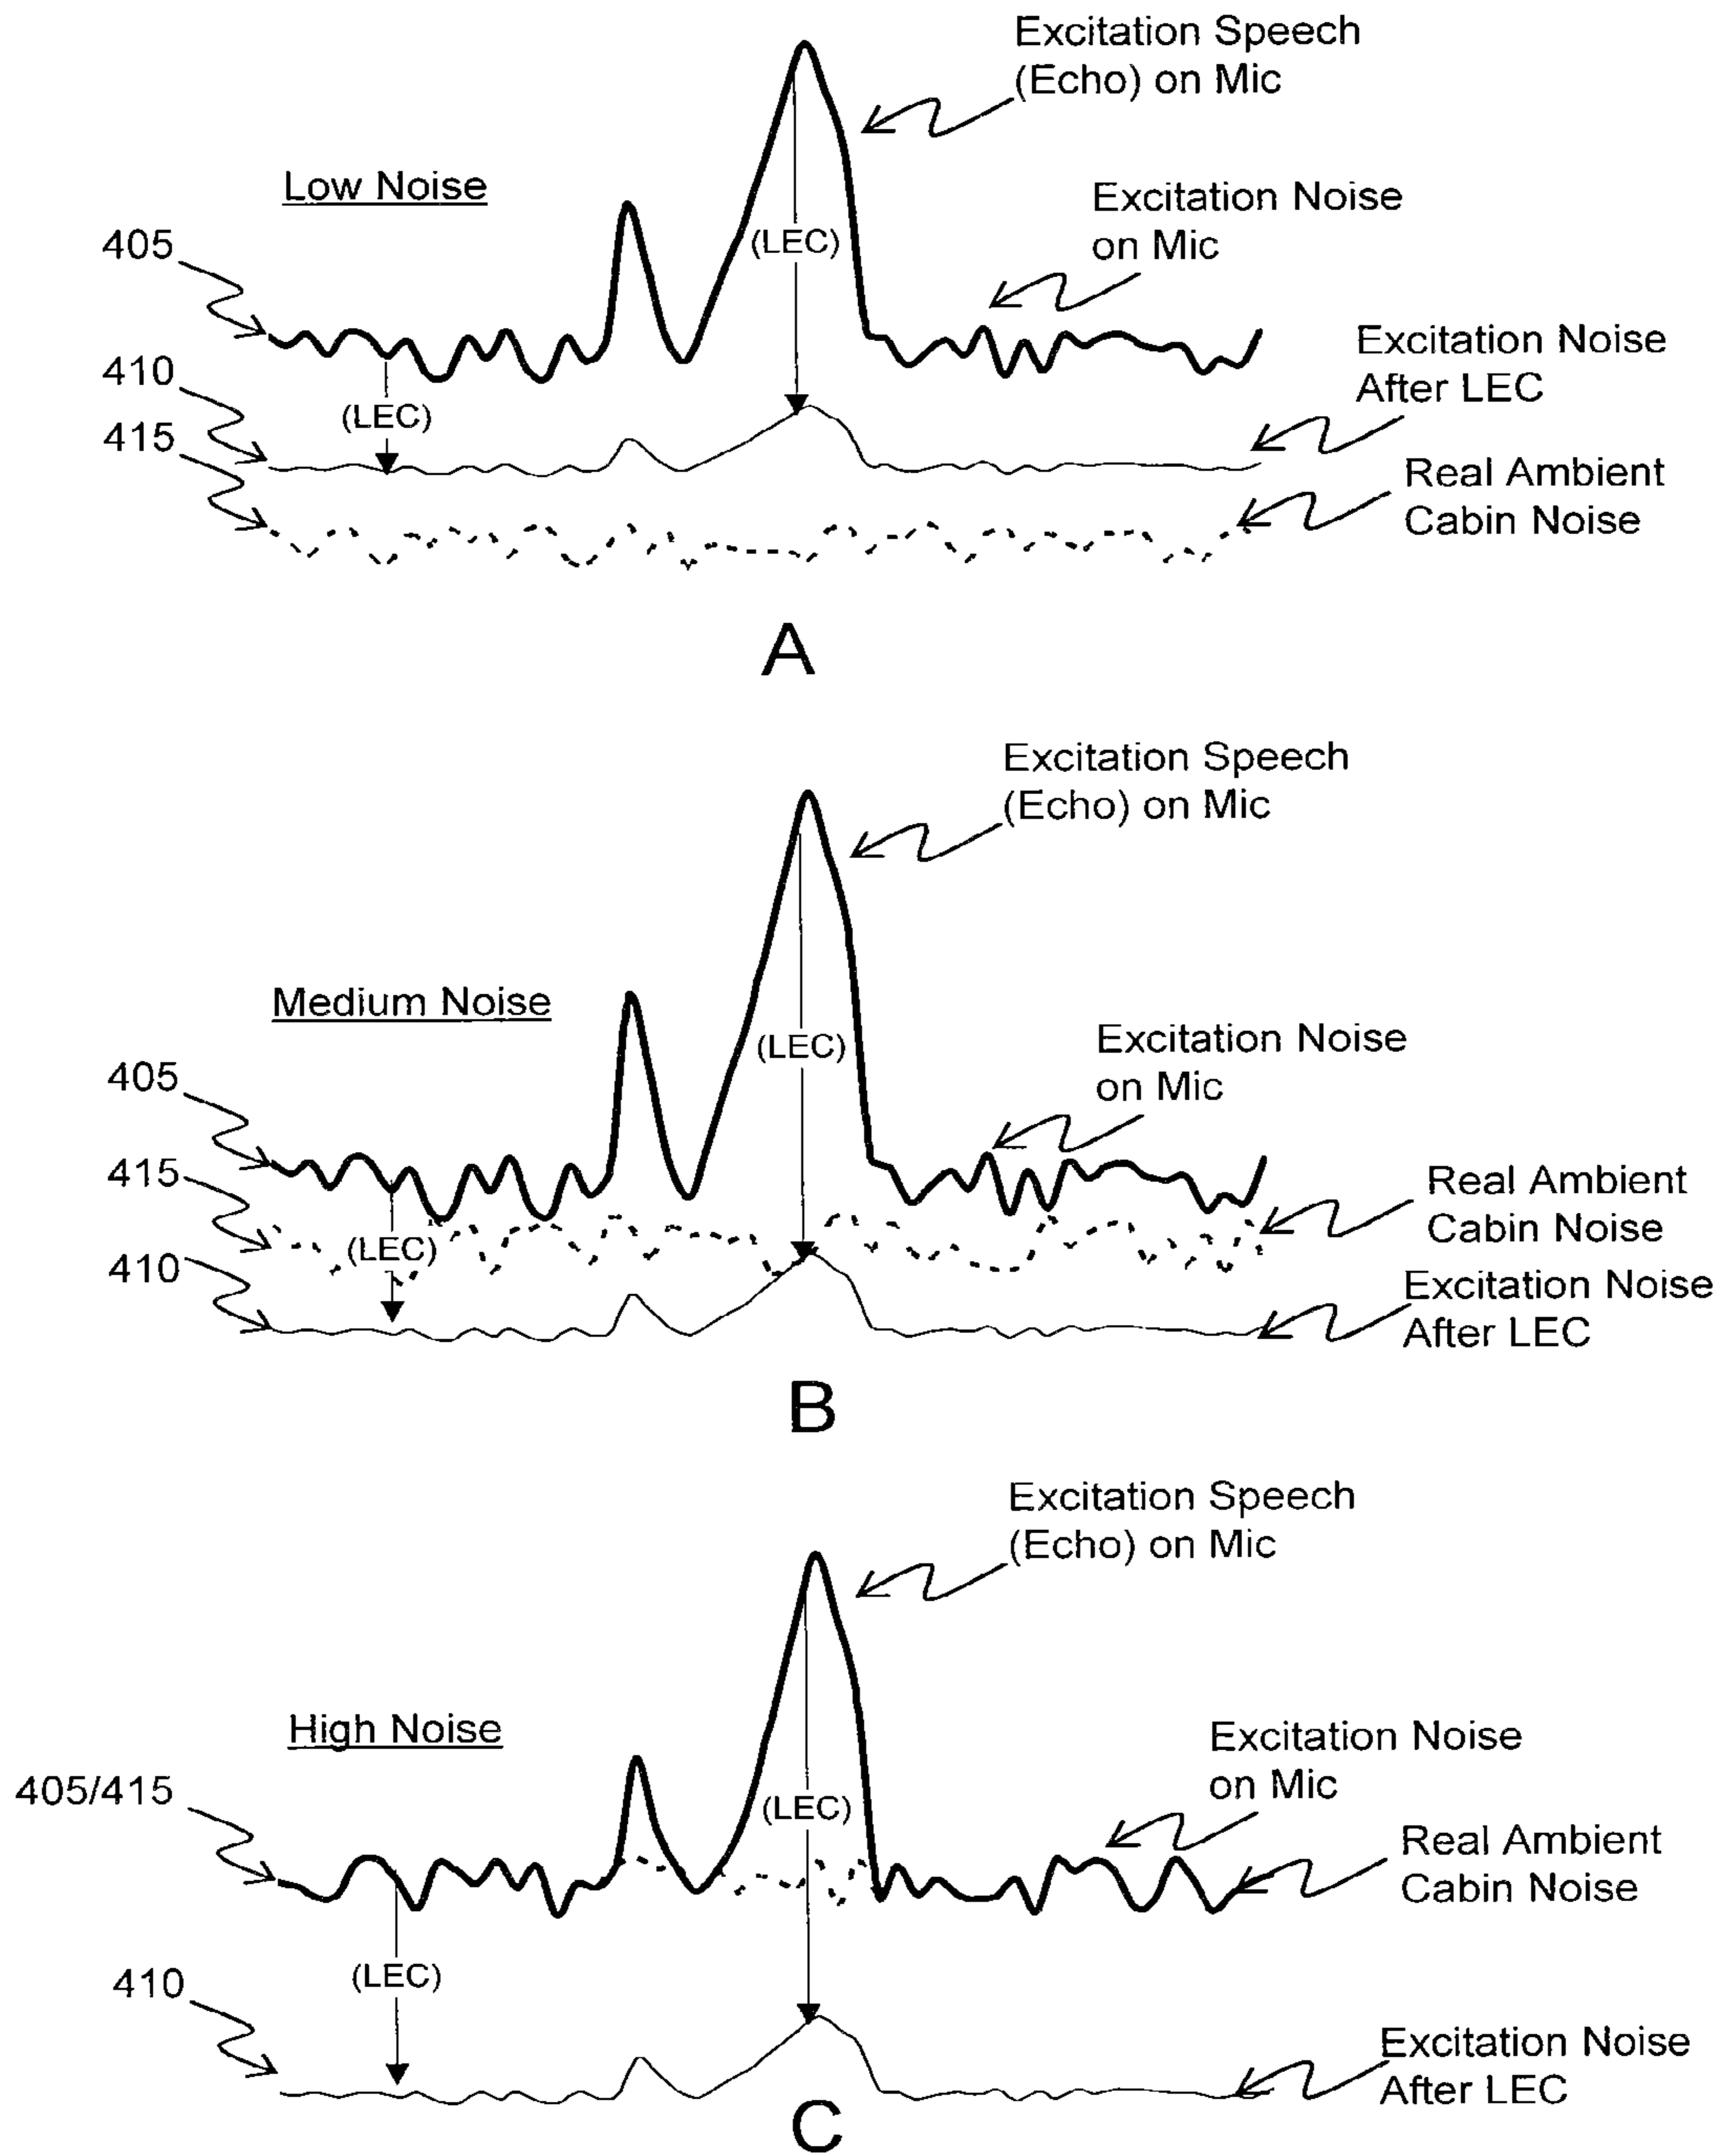 Excitation Speech
(Echo) on Mic
Low Noise
Excitation Noise
on Mic
405
(LEC)
Excitation Noise
After LEC
410
(LEC)
415
Real Ambient
Cabin Noise
A
Excitation Speech
(Echo) on Mic
Medium Noise
Excitation Noise
on Mic
(LEC)
405
415
Real Ambient
Cabin Noise
(LEC)
410
Excitation Noise
After LEC
B
Excitation Speech
(Echo) on Mic
High Noise
Excitation Noise
on Mic
405/415
(LEC)
Real Ambient
Cabin Noise
(LEC)
410
Excitation Noise
After LEC
C